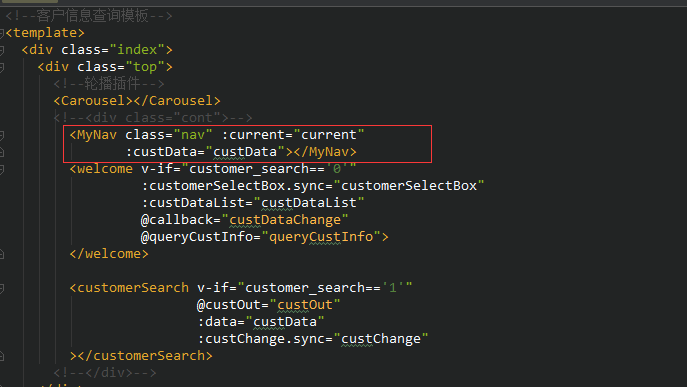 <!--客户信息查询模板-->
<template>
<div class="index">
<div class="top">
<!--轮播插件-->
<Carousel></Carousel>
<!--<div class="cont">-->
<MyNav class="nav" :current="current"
:custData="custData"></MyNav>
<welcome v-if="customer_search=='0'"
:customerSelectBox.sync="customerSelectBox"
:custDataList="custDataList"
@callback="custDataChange"
@queryCustInfo="queryCustInfo">
</welcome>
<customerSearch v-if="customer_search=='1'"
@custOut="custOut"
:data="custData"
:custChange.sync="custChange"
></customerSearch>
<!--</div>-->